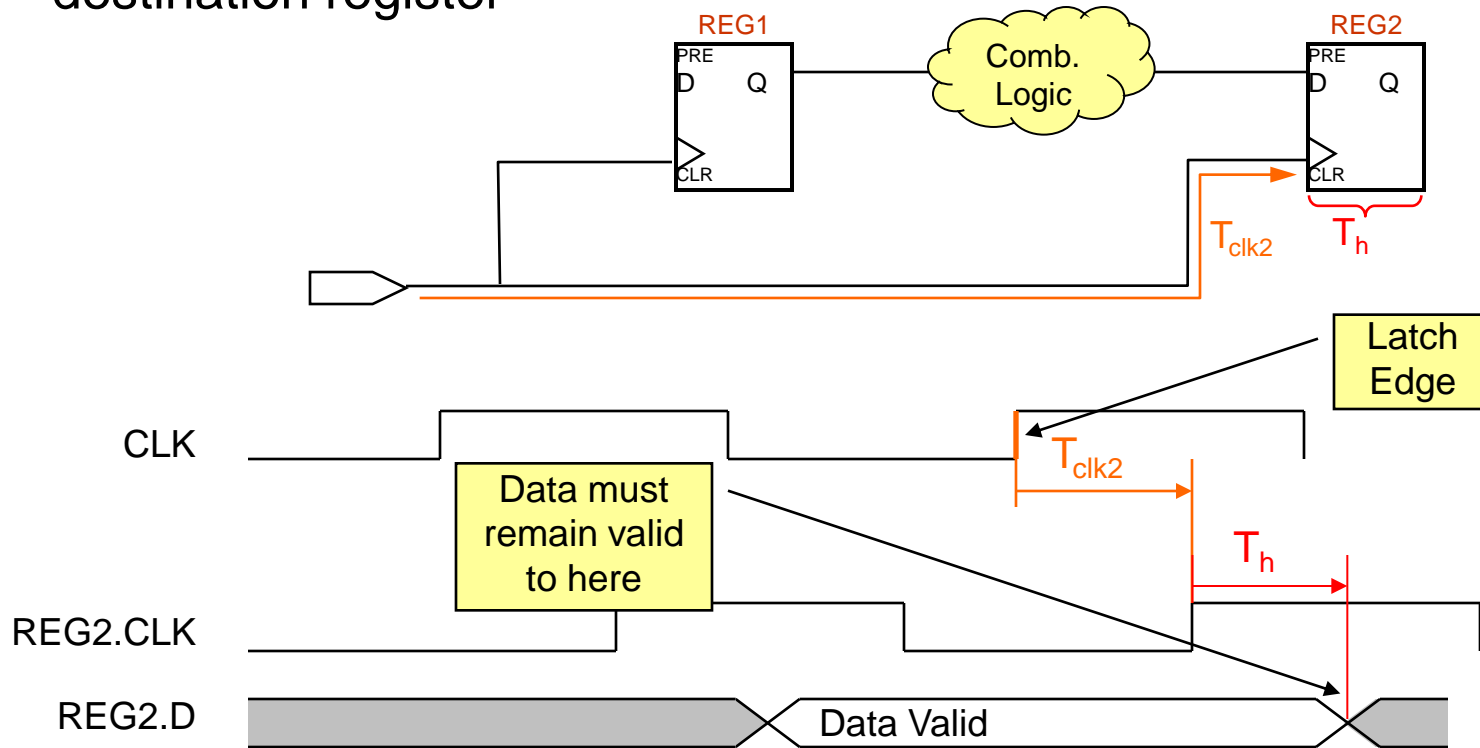 destination register
REG1
REG2
PRE
D Q
CLR
Comb.
Logic
PRE
D Q
CLR
Tclk2
Th
Latch
Edge
CLK
Tclk2
Data must
remain valid
to here
Th
REG2.CLK
REG2.D
Data Valid